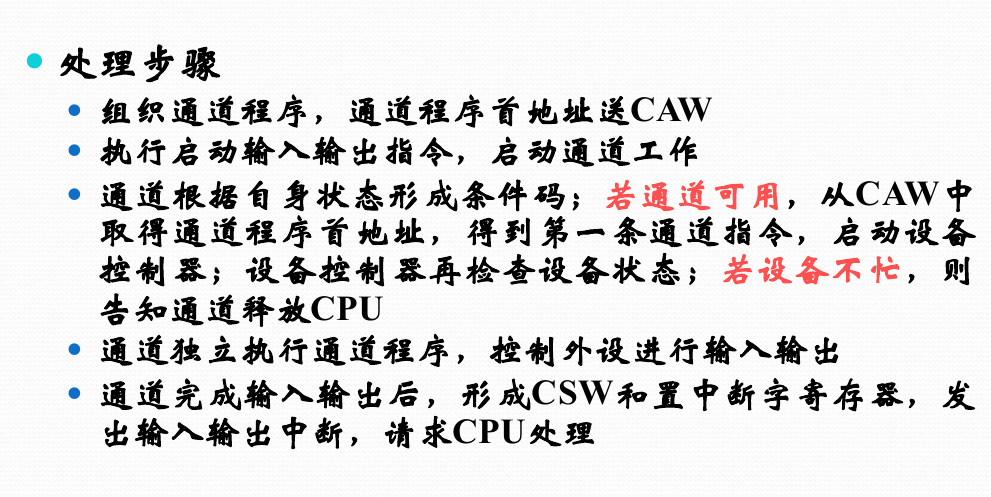 处理步骤
组织通道程序，通道程序首地址送CAW
执行启动输入输出指令，启动通道工作
通道根据自身状态形成条件码；若通道可用，从CAW中
取得通道程序首地址，得到第一条通道指令，启动设备
控制器；设备控制器再检查设备状态；若设备不忙，则
告知通道释放CPU
通道独立执行通道程序，控制外设进行输入输出
通道完成输入输出后，形成CSW和置中断字寄存器，发
出输入输出中断，请求CPU处理